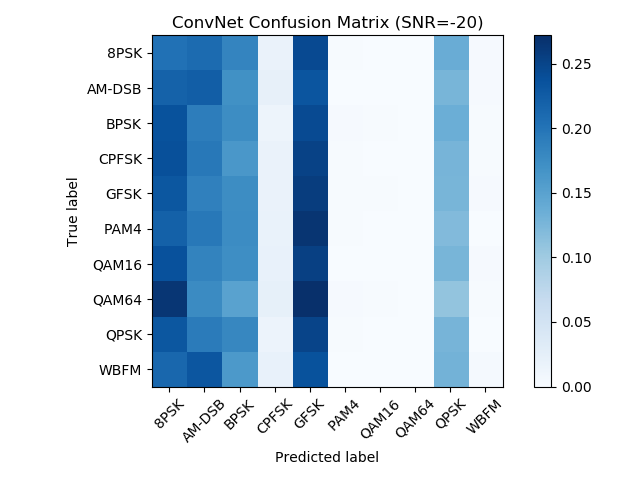 ConvNet Confusion Matrix (SNR=-20)
True label
8PSK
AM-DSB
BPSK
CPFSK
GFSK
PAM4
QAM16
QAM64
QPSK
WBFM
8PSK AM-DSB BPSK CPFSK GFSK PAM4 QAM16 QAM64 QPSK WBFM
Predicted label
0.25
0.20
0.15
0.10
0.05
0.00